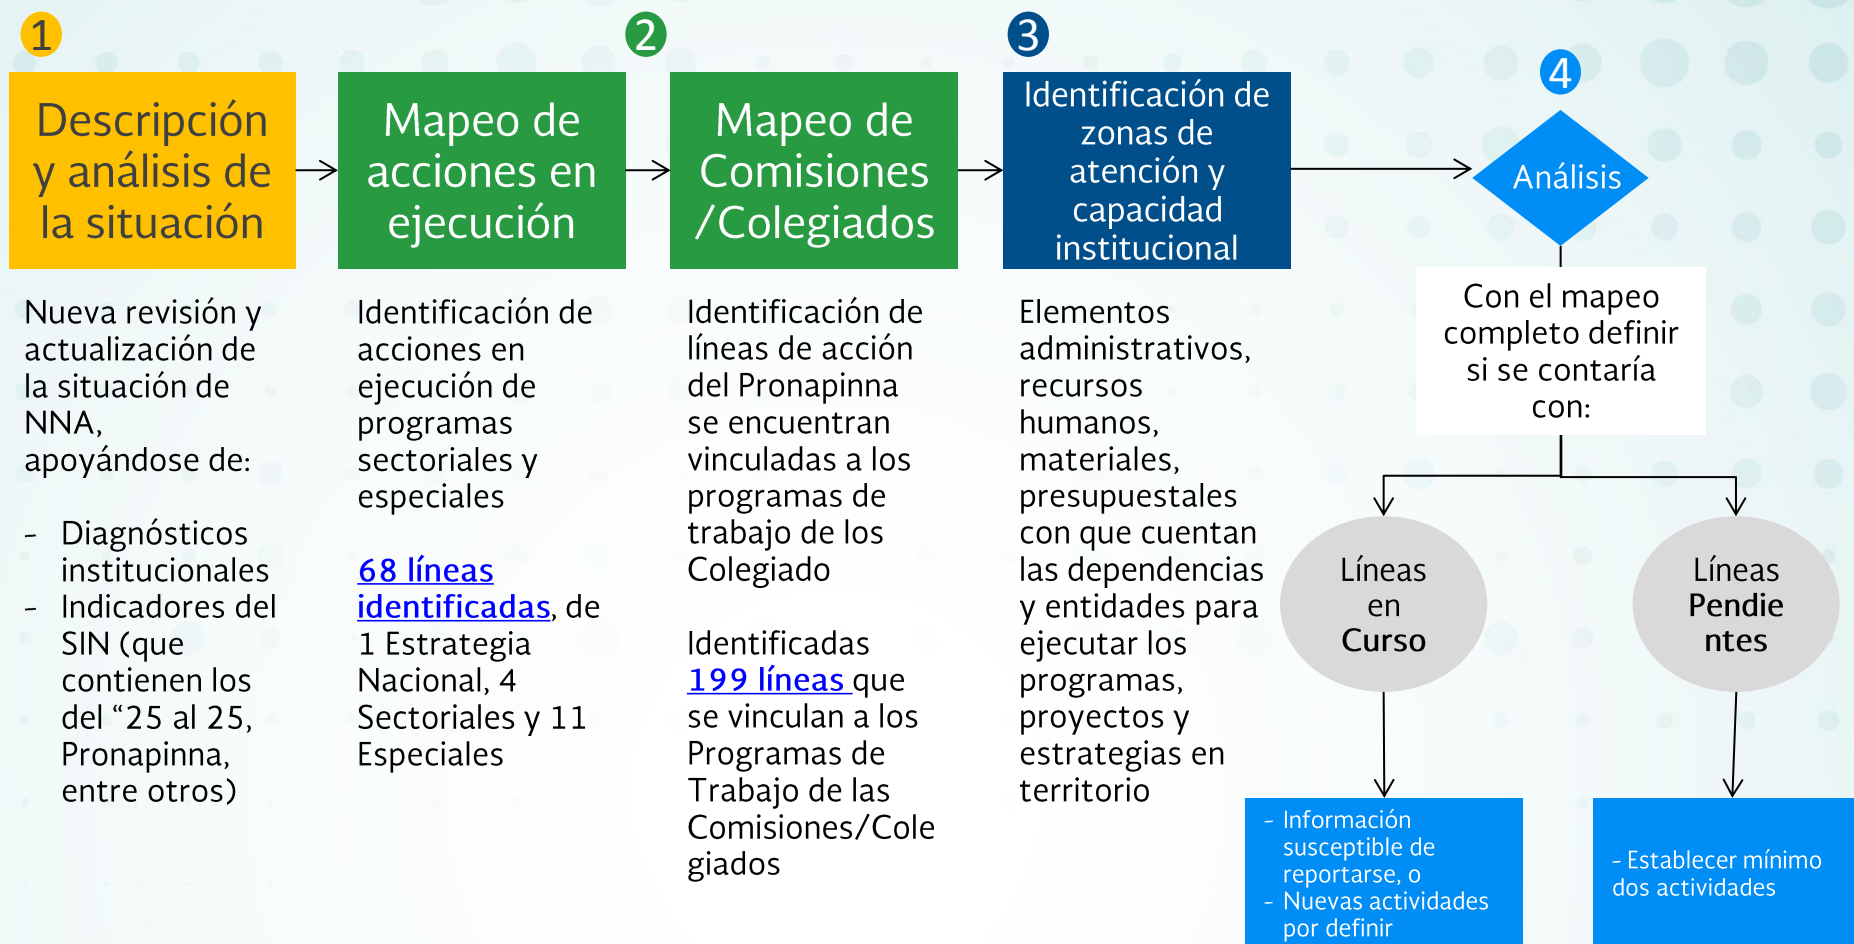 1
Descripción
y análisis de
la situación
Nueva revisión y
actualización de
la situación de
NNA,
apoyándose de:
- Diagnósticos
institucionales
- Indicadores del
SIN (que
contienen los
del “25 al 25,
Pronapinna,
entre otros)
2
Mapeo de
acciones en
ejecución
Identificación de
acciones en
ejecución de
programas
sectoriales y
especiales
68 líneas
identificadas, de
1 Estrategia
Nacional, 4
Sectoriales y 11
Especiales
Mapeo de
Comisiones
/Colegiados
Identificación de
líneas de acción
del Pronapinna
se encuentran
vinculadas a los
programas de
trabajo de los
Colegiado
Identificadas
199 líneas que
se vinculan a los
Programas de
Trabajo de las
Comisiones/Cole
giados
3
Identificación de
zonas de
atención y
capacidad
institucional
Elementos
administrativos,
recursos
humanos,
materiales,
presupuestales
con que cuentan
las dependencias
y entidades para
ejecutar los
programas,
proyectos y
estrategias en
territorio
4
Análisis
Con el mapeo
completo definir
si se contaría
con:
Líneas
en
Curso
- Información
susceptible de
reportarse, o
- Nuevas actividades
por definir
Líneas
Pendie
ntes
- Establecer mínimo
dos actividades